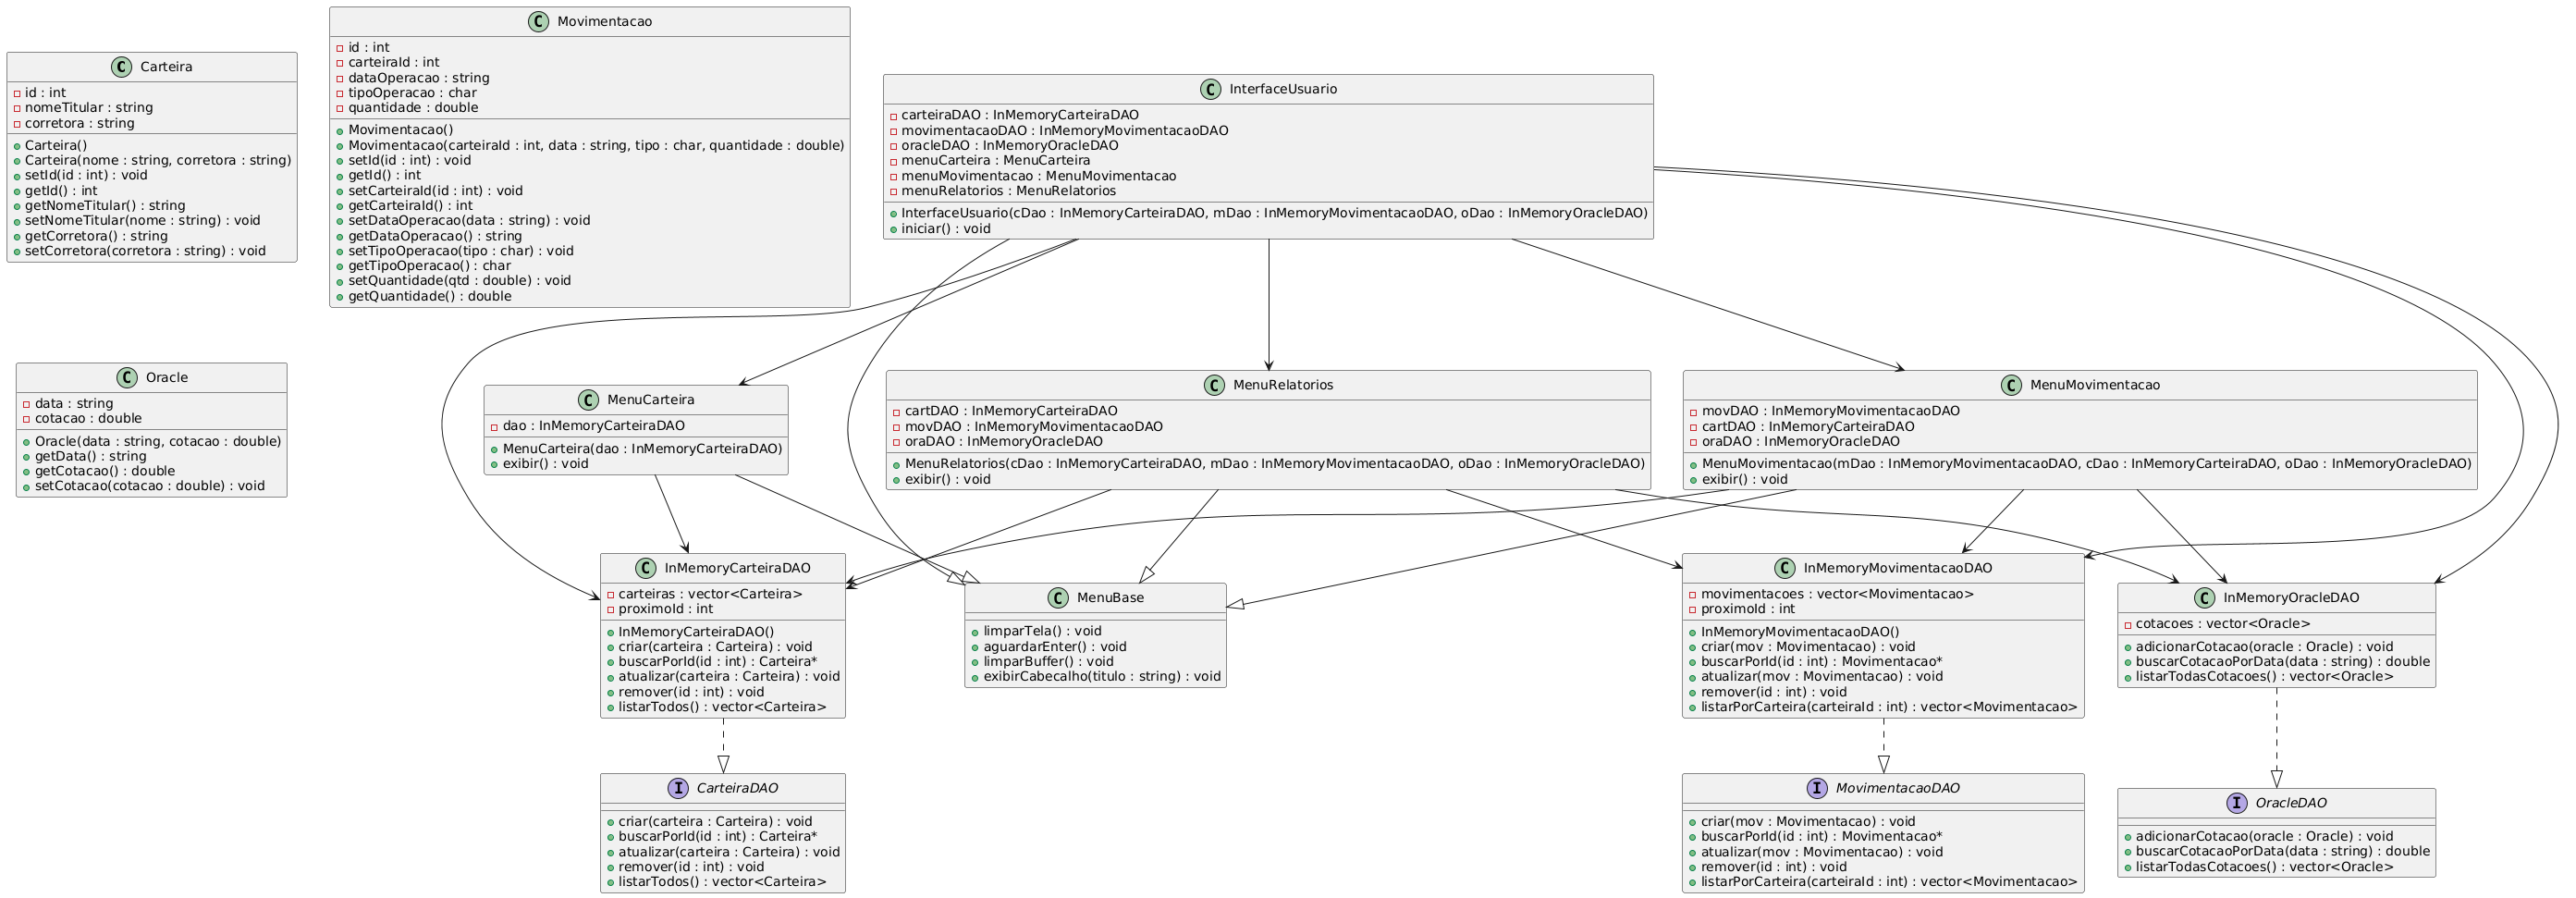 C Carteira
id : int
nomeTitular : string
corretora : string
Carteira()
Carteira(nome : string, corretora : string)
setId(id : int) : void
getId() : int
getNomeTitular() : string
setNomeTitular(nome : string) : void
getCorretora() : string
setCorretora(corretora : string) : void
C Movimentacao
id : int
carteiraId : int
dataOperacao : string
tipoOperacao : char
quantidade : double
Movimentacao()
Movimentacao(carteiraId : int, data : string, tipo : char, quantidade : double)
setId(id : int) : void
getId() : int
setCarteiraId(id : int) : void
getCarteiraId() : int
setDataOperacao(data : string) : void
getDataOperacao() : string
setTipoOperacao(tipo : char) : void
getTipoOperacao() : char
setQuantidade(qtd : double) : void
getQuantidade() : double
C InterfaceUsuario
carteiraDAO : InMemoryCarteiraDAO
movimentacaoDAO : InMemoryMovimentacaoDAO
oracleDAO : InMemoryOracleDAO
menuCarteira : MenuCarteira
menuMovimentacao : MenuMovimentacao
menuRelatorios : MenuRelatorios
InterfaceUsuario(cDao : InMemoryCarteiraDAO, mDao : InMemoryMovimentacaoDAO, oDao : InMemoryOracleDAO)
iniciar() : void
C Oracle
data : string
cotacao : double
Oracle(data : string, cotacao : double)
getData() : string
getCotacao() : double
setCotacao(cotacao : double) : void
C MenuCarteira
dao : InMemoryCarteiraDAO
MenuCarteira(dao : InMemoryCarteiraDAO)
exibir() : void
C MenuRelatorios
cartDAO : InMemoryCarteiraDAO
movDAO : InMemoryMovimentacaoDAO
oraDAO : InMemoryOracleDAO
MenuRelatorios(cDao : InMemoryCarteiraDAO, mDao : InMemoryMovimentacaoDAO, oDao : InMemoryOracleDAO)
exibir() : void
C MenuMovimentacao
movDAO : InMemoryMovimentacaoDAO
cartDAO : InMemoryCarteiraDAO
oraDAO : InMemoryOracleDAO
MenuMovimentacao(mDao : InMemoryMovimentacaoDAO, cDao : InMemoryCarteiraDAO, oDao : InMemoryOracleDAO)
exibir() : void
C InMemoryCarteiraDAO
carteiras : vector<Carteira>
proximoId : int
InMemoryCarteiraDAO()
criar(carteira : Carteira) : void
buscarPorId(id : int) : Carteira*
atualizar(carteira : Carteira) : void
remover(id : int) : void
listarTodos() : vector<Carteira>
C MenuBase
limparTela() : void
aguardarEnter() : void
limparBuffer() : void
exibirCabecalho(titulo : string) : void
C InMemoryMovimentacaoDAO
movimentacoes : vector<Movimentacao>
proximoId : int
InMemoryMovimentacaoDAO()
criar(mov : Movimentacao) : void
buscarPorId(id : int) : Movimentacao*
atualizar(mov : Movimentacao) : void
remover(id : int) : void
listarPorCarteira(carteiraId : int) : vector<Movimentacao>
C InMemoryOracleDAO
cotacoes : vector<Oracle>
adicionarCotacao(oracle : Oracle) : void
buscarCotacaoPorData(data : string) : double
listarTodasCotacoes() : vector<Oracle>
I CarteiraDAO
criar(carteira : Carteira) : void
buscarPorId(id : int) : Carteira*
atualizar(carteira : Carteira) : void
remover(id : int) : void
listarTodos() : vector<Carteira>
I MovimentacaoDAO
criar(mov : Movimentacao) : void
buscarPorId(id : int) : Movimentacao*
atualizar(mov : Movimentacao) : void
remover(id : int) : void
listarPorCarteira(carteiraId : int) : vector<Movimentacao>
I OracleDAO
adicionarCotacao(oracle : Oracle) : void
buscarCotacaoPorData(data : string) : double
listarTodasCotacoes() : vector<Oracle>